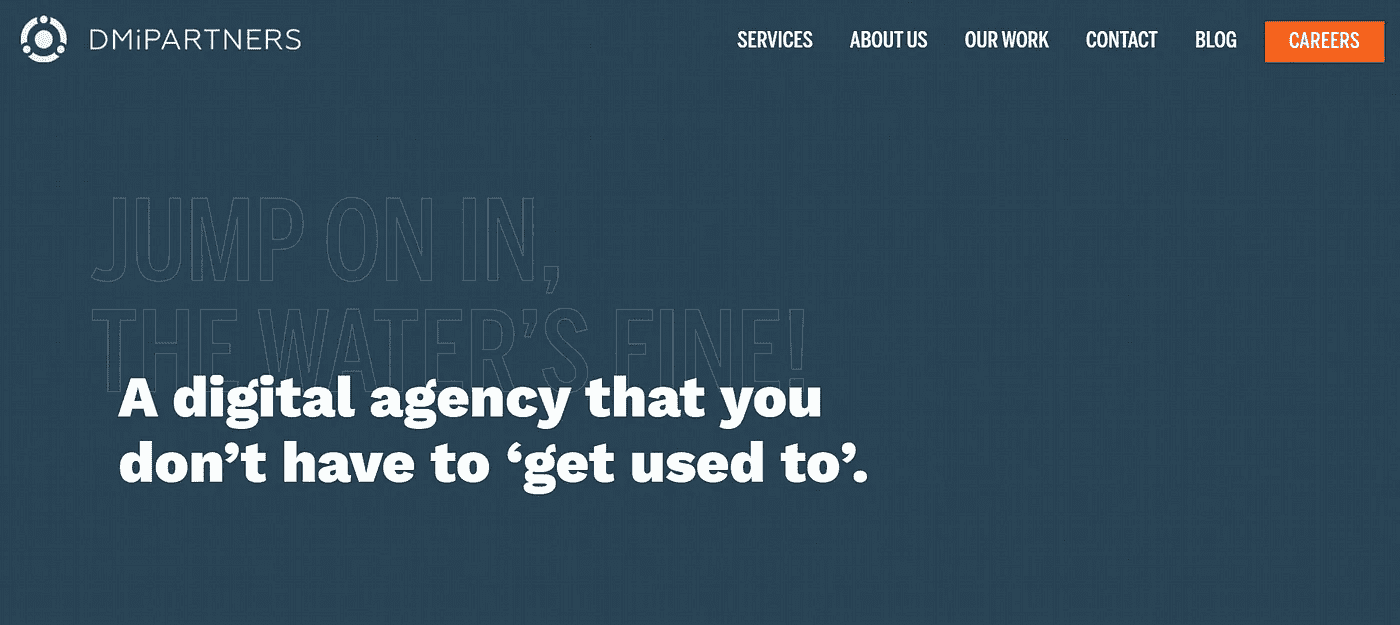 DMiPARTNERS
SERVICES
ABOUT US
OUR WORK
CONTACT
BLOG
CAREERS
JUMP ON IN,
THE WATER’S FINE!
A digital agency that you
don’t have to ‘get used to’.